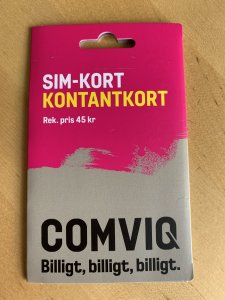 SIM-KORT
KONTANTKORT
Rek. pris 45 kr
COMVIQ
Billigt, billigt, billigt.